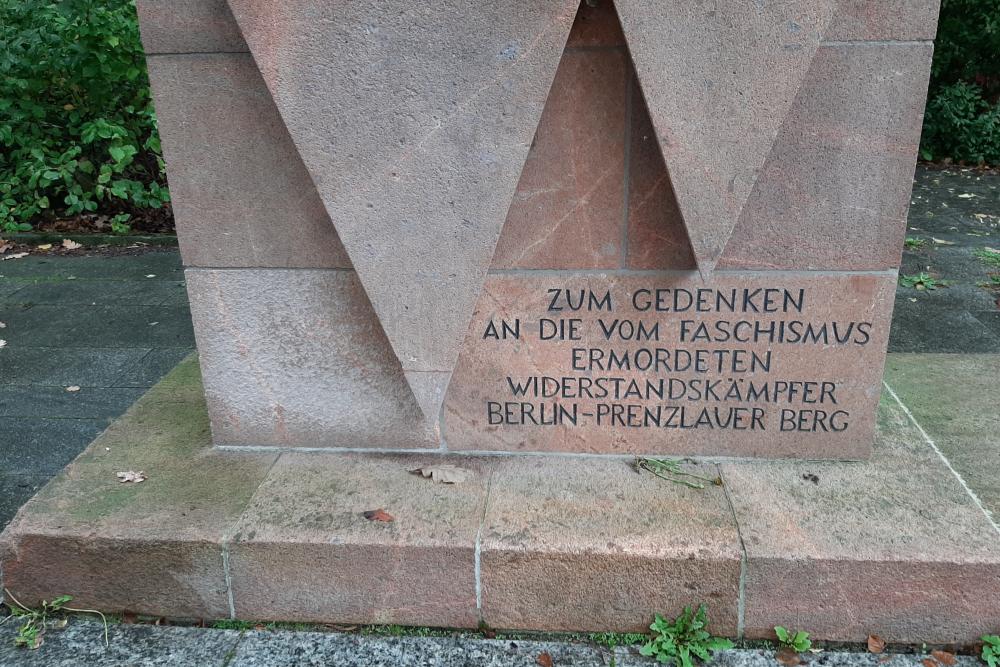 ZUM GEDENKEN
AN DIE VOM FASCHISMUS
ERMORDETEN
WIDERSTANDSKÄMPFER
BERLIN-PRENZLAUER BERG